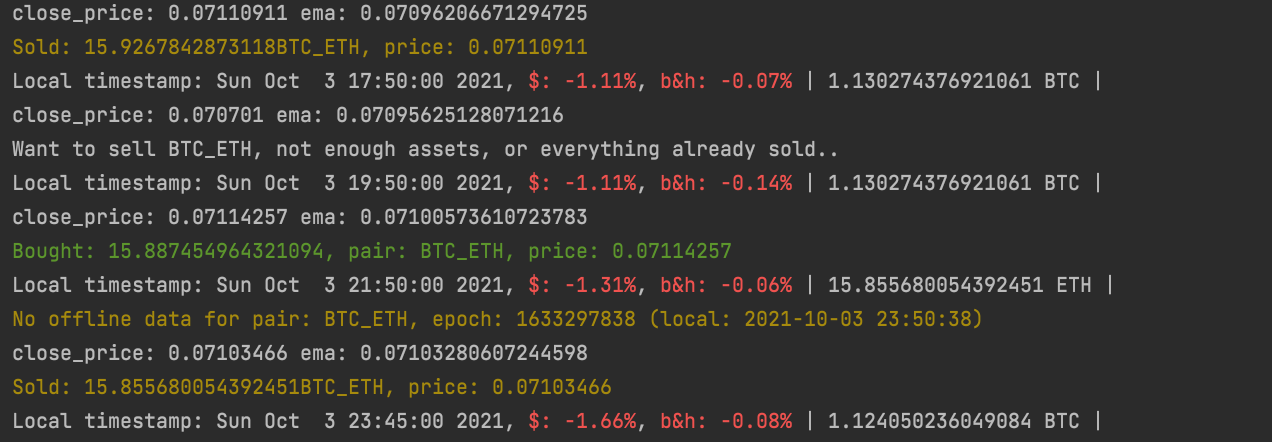 close_price: 0.07110911 ema: 0.07096206671294725
Sold: 15.9267842873118BTC_ETH, price: 0.07110911
Local timestamp: Sun Oct  3 17:50:00 2021, $: -1.11%, b&h: -0.07% | 1.130274376921061 BTC |
close_price: 0.070701 ema: 0.07095625128071216
Want to sell BTC_ETH, not enough assets, or everything already sold..
Local timestamp: Sun Oct  3 19:50:00 2021, $: -1.11%, b&h: -0.14% | 1.130274376921061 BTC |
close_price: 0.07114257 ema: 0.07100573610723783
Bought: 15.887454964321094, pair: BTC_ETH, price: 0.07114257
Local timestamp: Sun Oct  3 21:50:00 2021, $: -1.31%, b&h: -0.06% | 15.855680054392451 ETH |
No offline data for pair: BTC_ETH, epoch: 1633297838 (local: 2021-10-03 23:50:38)
close_price: 0.07103466 ema: 0.07103280607244598
Sold: 15.855680054392451BTC_ETH, price: 0.07103466
Local timestamp: Sun Oct  3 23:45:00 2021, $: -1.66%, b&h: -0.08% | 1.124050236049084 BTC |